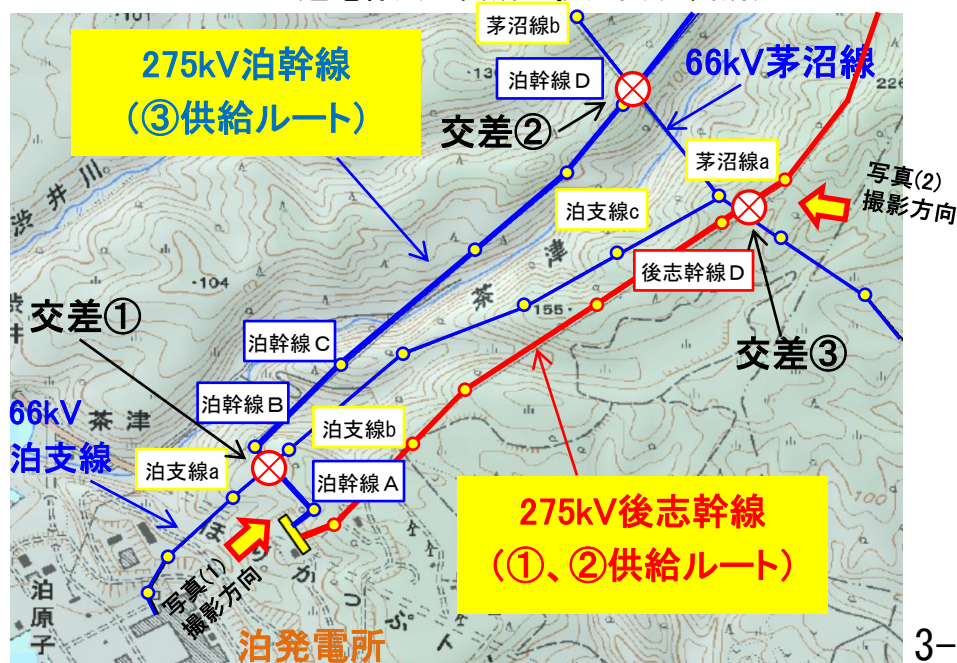 茅沼線b
275kV泊幹線
(③供給ルート)
泊幹線D
66kV茅沼線
226
交差②
茅沼線a
写真(2)
撮影方向
渋井川
泊支線c
・104
茶津
後志幹線D
155・
渋井
交差①
泊幹線C
交差③
66kV
泊支線
茶津
泊幹線B
泊支線b
泊支線a
泊幹線A
275kV後志幹線
(①、②供給ルート)
100
写真(1)
撮影方向
泊原子
泊発電所
3-